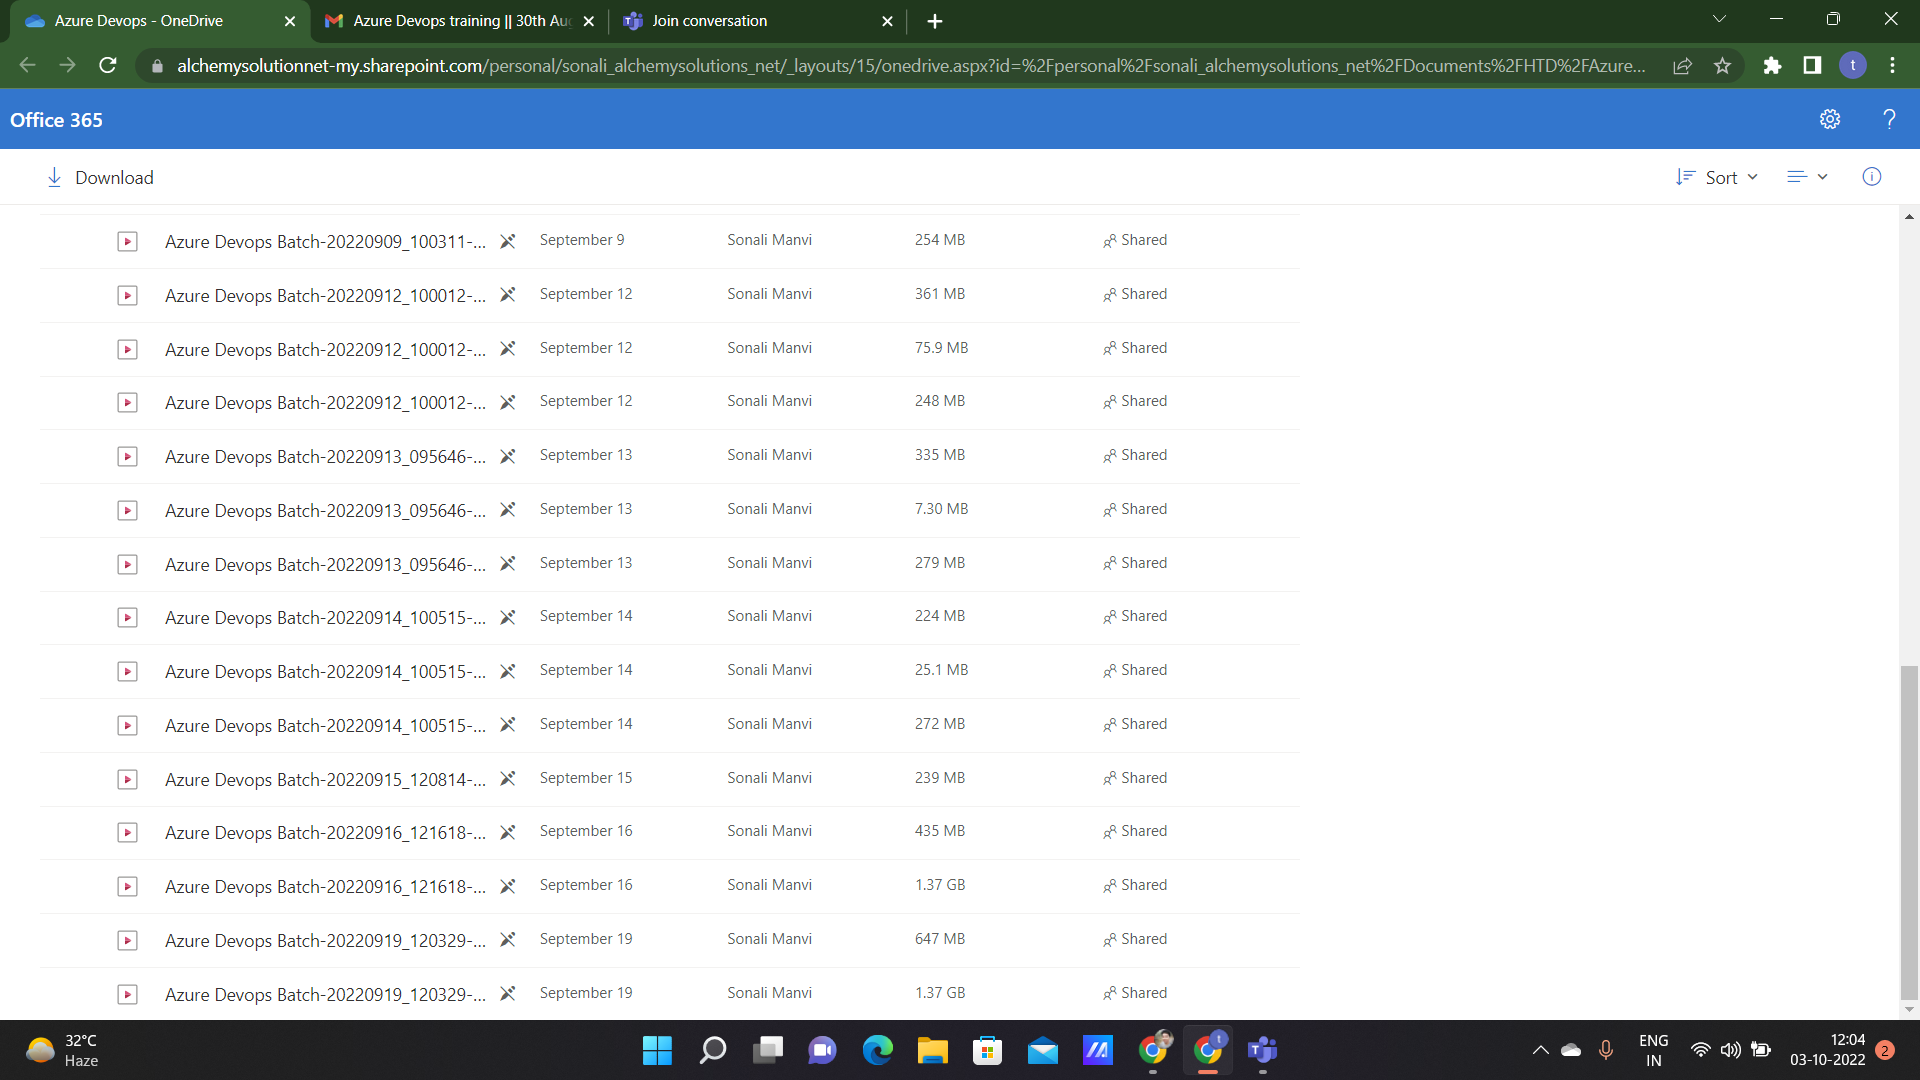 Azure Devops - OneDrive
Azure Devops training || 30th Au
Join conversation
alchemysolutionnet-my.sharepoint.com/personal/sonali_alchemysolutions_net/_layouts/15/onedrive.aspx?id=%2Fpersonal%2Fsonali_alchemysolutions_net%2FDocuments%2FHTD%2FAzure...
t
Office 365
?
Download
Sort
Azure Devops Batch-20220909_100311-... September 9 Sonali Manvi 254 MB Shared
Azure Devops Batch-20220912_100012-... September 12 Sonali Manvi 361 MB Shared
Azure Devops Batch-20220912_100012-... September 12 Sonali Manvi 75.9 MB Shared
Azure Devops Batch-20220912_100012-... September 12 Sonali Manvi 248 MB Shared
Azure Devops Batch-20220913_095646-... September 13 Sonali Manvi 335 MB Shared
Azure Devops Batch-20220913_095646-... September 13 Sonali Manvi 7.30 MB Shared
Azure Devops Batch-20220913_095646-... September 13 Sonali Manvi 279 MB Shared
Azure Devops Batch-20220914_100515-... September 14 Sonali Manvi 224 MB Shared
Azure Devops Batch-20220914_100515-... September 14 Sonali Manvi 25.1 MB Shared
Azure Devops Batch-20220914_100515-... September 14 Sonali Manvi 272 MB Shared
Azure Devops Batch-20220915_120814-... September 15 Sonali Manvi 239 MB Shared
Azure Devops Batch-20220916_121618-... September 16 Sonali Manvi 435 MB Shared
Azure Devops Batch-20220916_121618-... September 16 Sonali Manvi 1.37 GB Shared
Azure Devops Batch-20220919_120329-... September 19 Sonali Manvi 647 MB Shared
Azure Devops Batch-20220919_120329-... September 19 Sonali Manvi 1.37 GB Shared
32°C
Haze
ENG
IN
12:04
03-10-2022
2